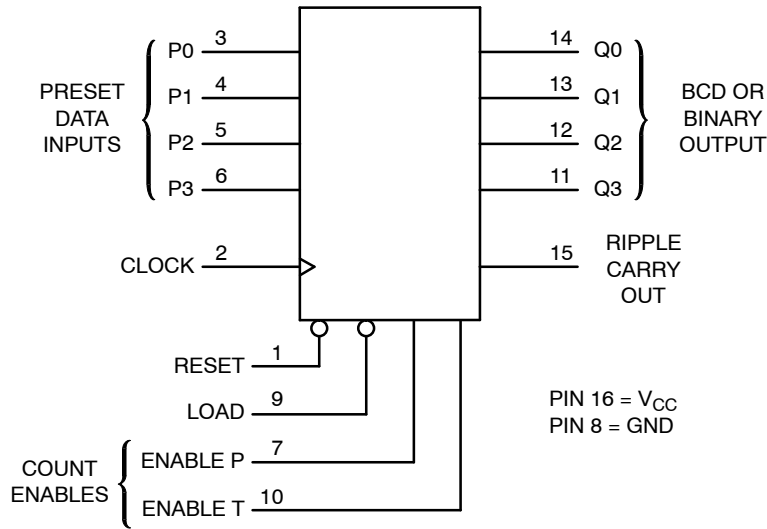 PRESET
DATA
INPUTS
P0 3
P1 4
P2 5
P3 6
CLOCK 2
14 Q0
13 Q1
12 Q2
11 Q3
BCD OR
BINARY
OUTPUT
15
RIPPLE
CARRY
OUT
RESET 1
LOAD 9
COUNT
ENABLES
ENABLE P 7
ENABLE T 10
PIN 16 = VCC
PIN 8 = GND